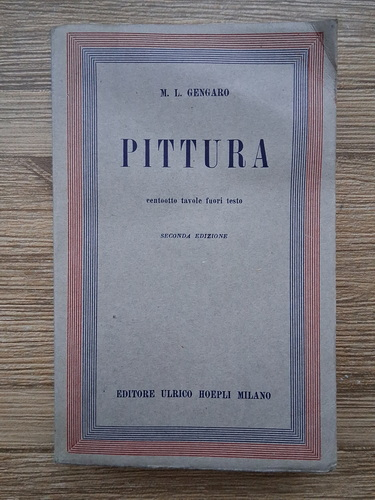 M. L. GENGARO
PITTURA
centootto tavole fuori testo
SECONDA EDIZIONE
EDITORE ULRICO HOEPLI MILANO